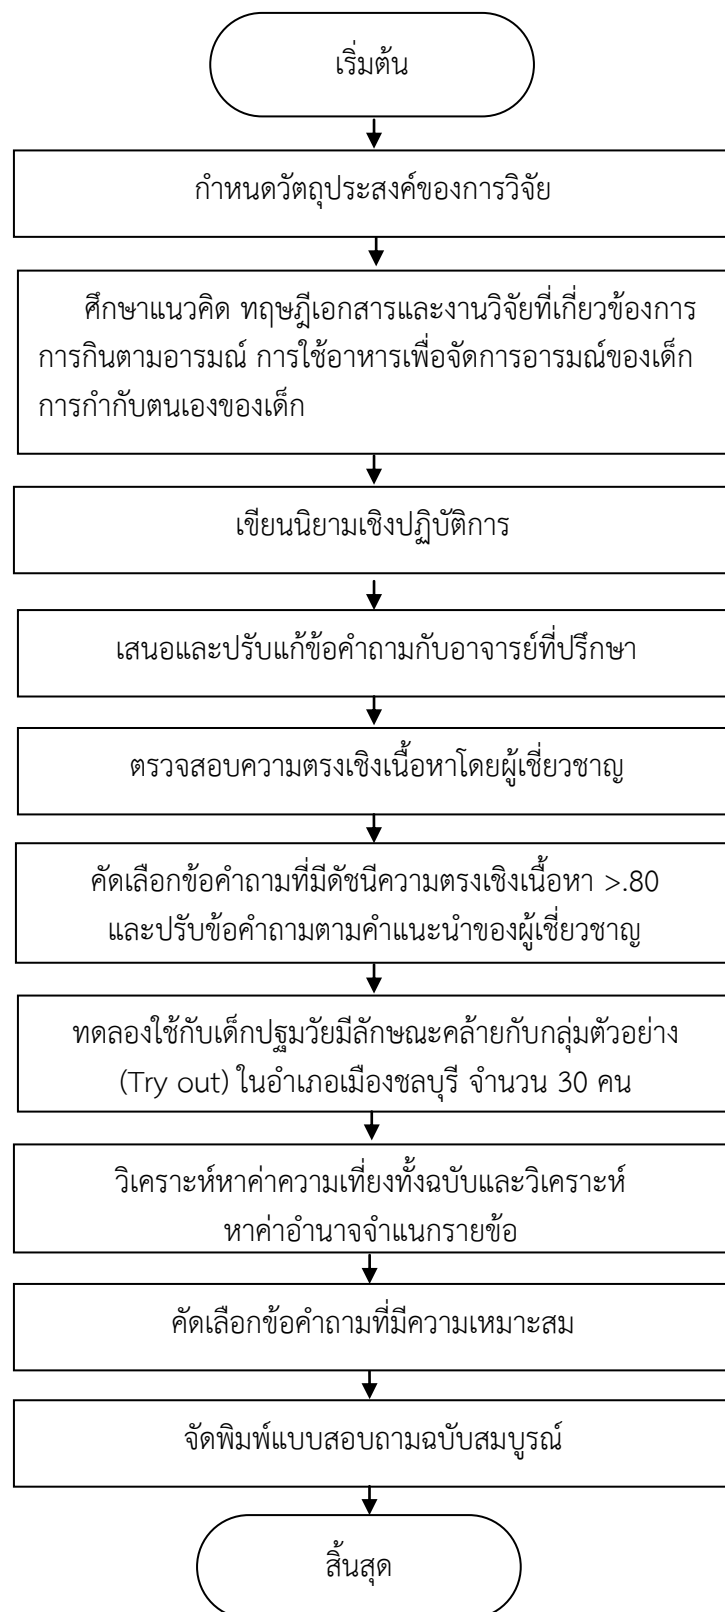 เริ่มต้น
กำหนดวัตถุประสงค์ของการวิจัย
ศึกษาแนวคิด ทฤษฎีเอกสารและงานวิจัยที่เกี่ยวข้องการ
การกินตามอารมณ์ การใช้อาหารเพื่อจัดการอารมณ์ของเด็ก
การกำกับตนเองของเด็ก
เขียนนิยามเชิงปฏิบัติการ
เสนอและปรับแก้ข้อคำถามกับอาจารย์ที่ปรึกษา
ตรวจสอบความตรงเชิงเนื้อหาโดยผู้เชี่ยวชาญ
คัดเลือกข้อคำถามที่มีดัชนีความตรงเชิงเนื้อหา >.80
และปรับข้อคำถามตามคำแนะนำของผู้เชี่ยวชาญ
ทดลองใช้กับเด็กปฐมวัยมีลักษณะคล้ายกับกลุ่มตัวอย่าง
(Try out) ในอำเภอเมืองชลบุรี จำนวน 30 คน
วิเคราะห์หาค่าความเที่ยงทั้งฉบับและวิเคราะห์
หาค่าอำนาจจำแนกรายข้อ
คัดเลือกข้อคำถามที่มีความเหมาะสม
จัดพิมพ์แบบสอบถามฉบับสมบูรณ์
สิ้นสุด